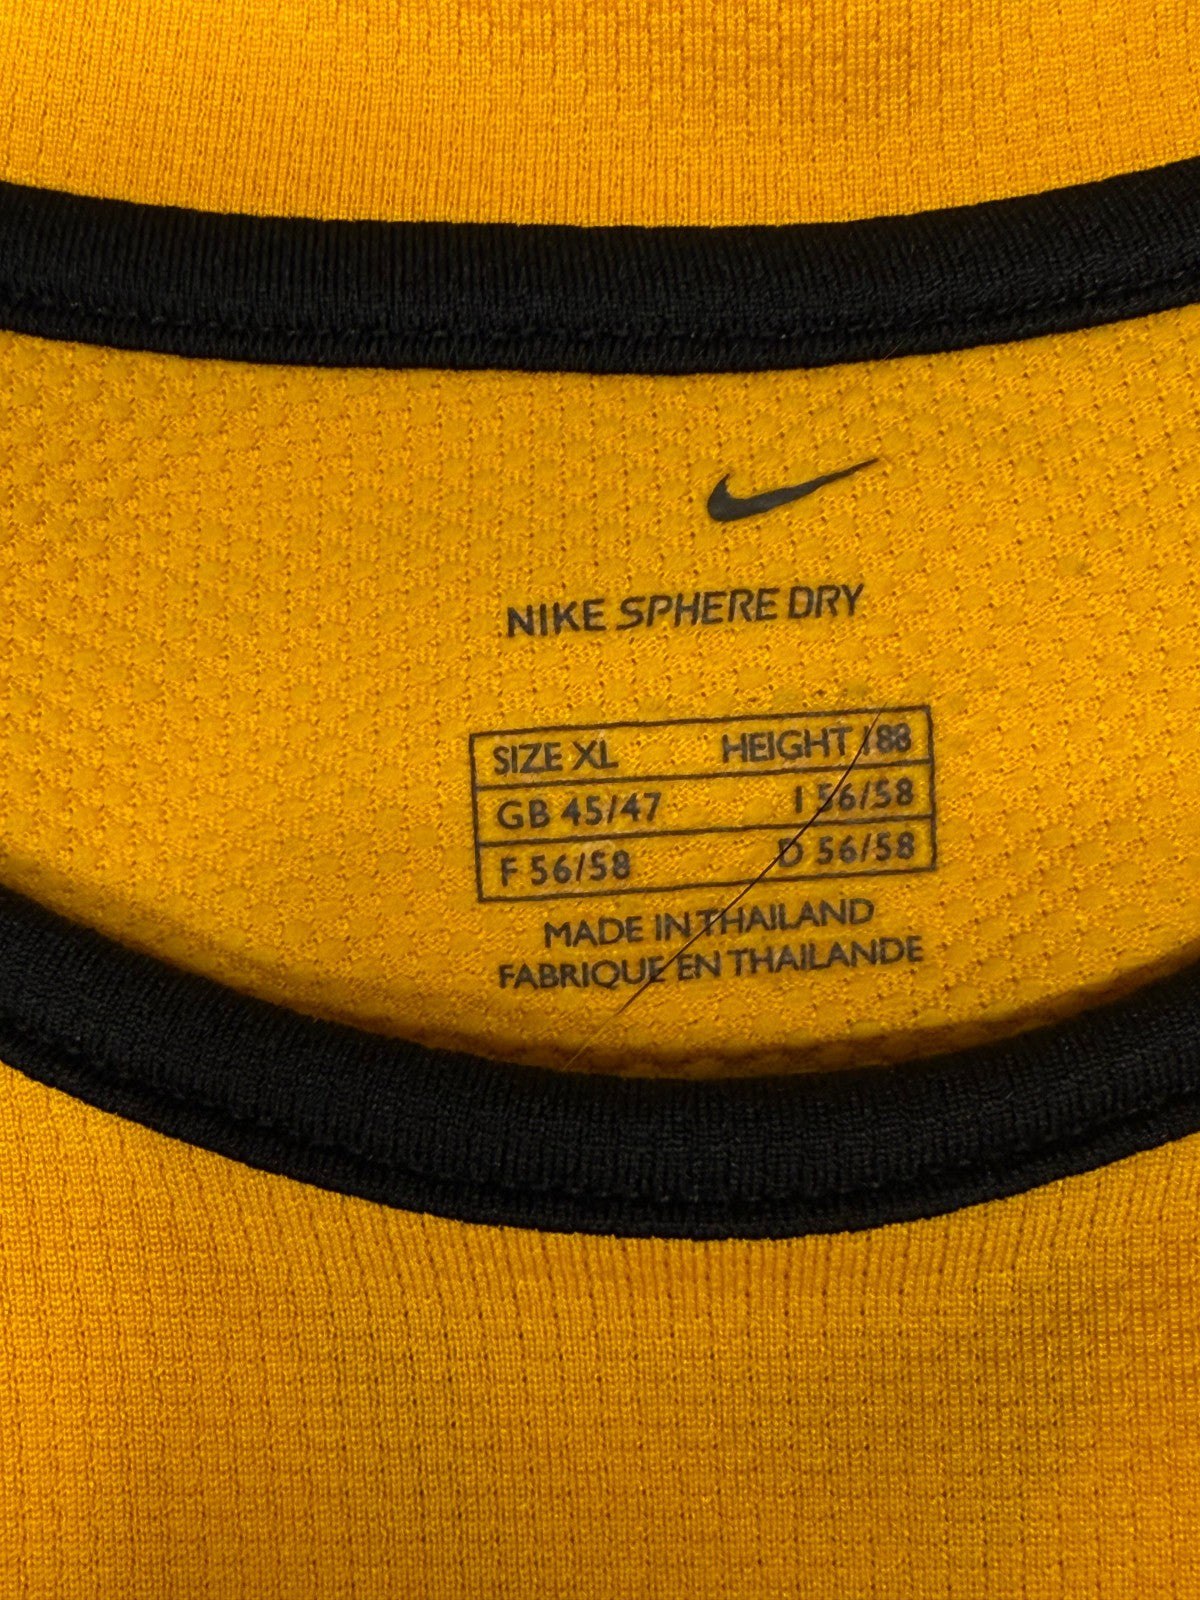 NIKE SPHERE DRY
SIZE XL HEIGHT 188
GB 45/47 I 56/58
F 56/58 D 56/58
MADE IN THAILAND
FABRIQUE EN THAILANDE